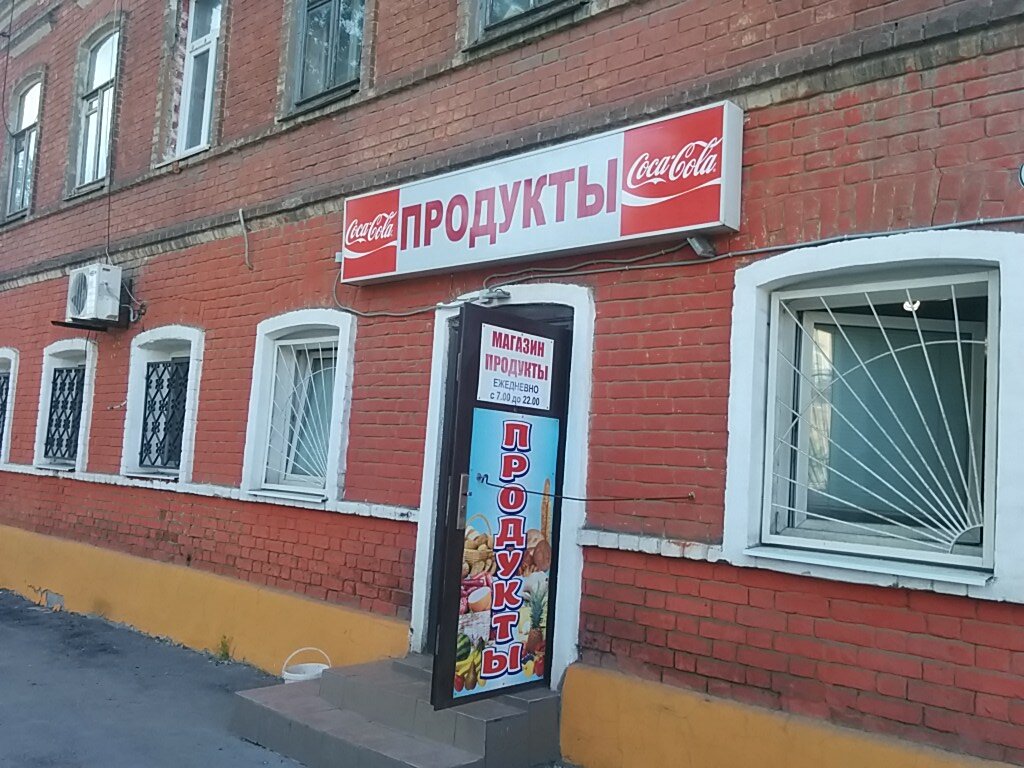 Coca-Cola ПРОДУКТЫ Coca-Cola
МАГАЗИН
ПРОДУКТЫ
ЕЖЕДНЕВНО
с 7.00 до 22.00
ПРОДУКТЫ